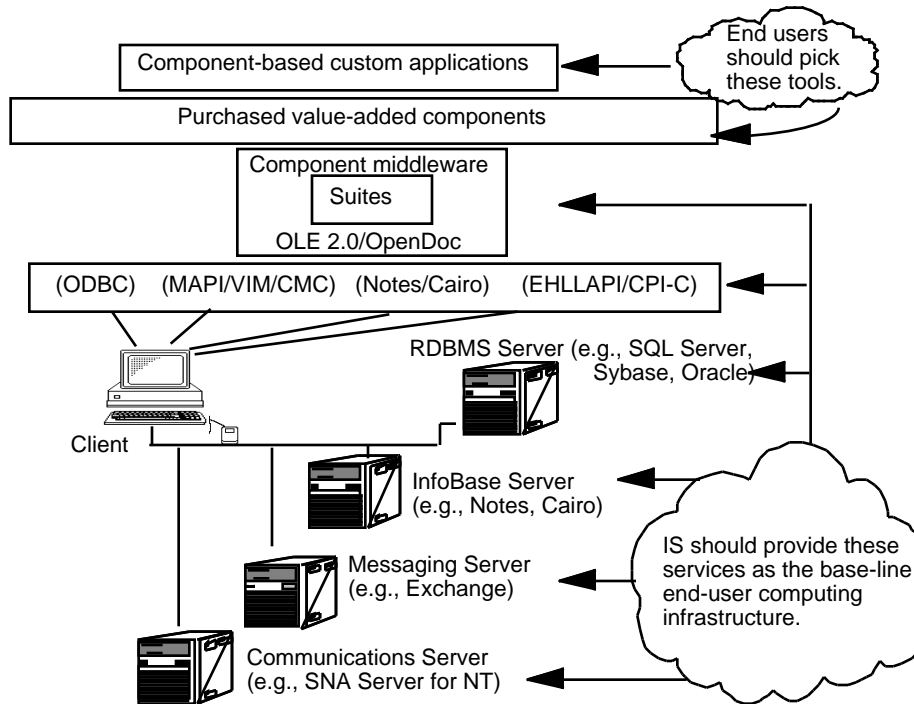 End users
should pick
these tools.
Component-based custom applications
Purchased value-added components
Component middleware
Suites
OLE 2.0/OpenDoc
(ODBC) (MAPI/VIM/CMC) (Notes/Cairo) (EHLLAPI/CPI-C)
RDBMS Server (e.g., SQL Server,
Sybase, Oracle)
Client
InfoBase Server
(e.g., Notes, Cairo)
IS should provide these
services as the base-line
end-user computing
infrastructure.
Messaging Server
(e.g., Exchange)
Communications Server
(e.g., SNA Server for NT)